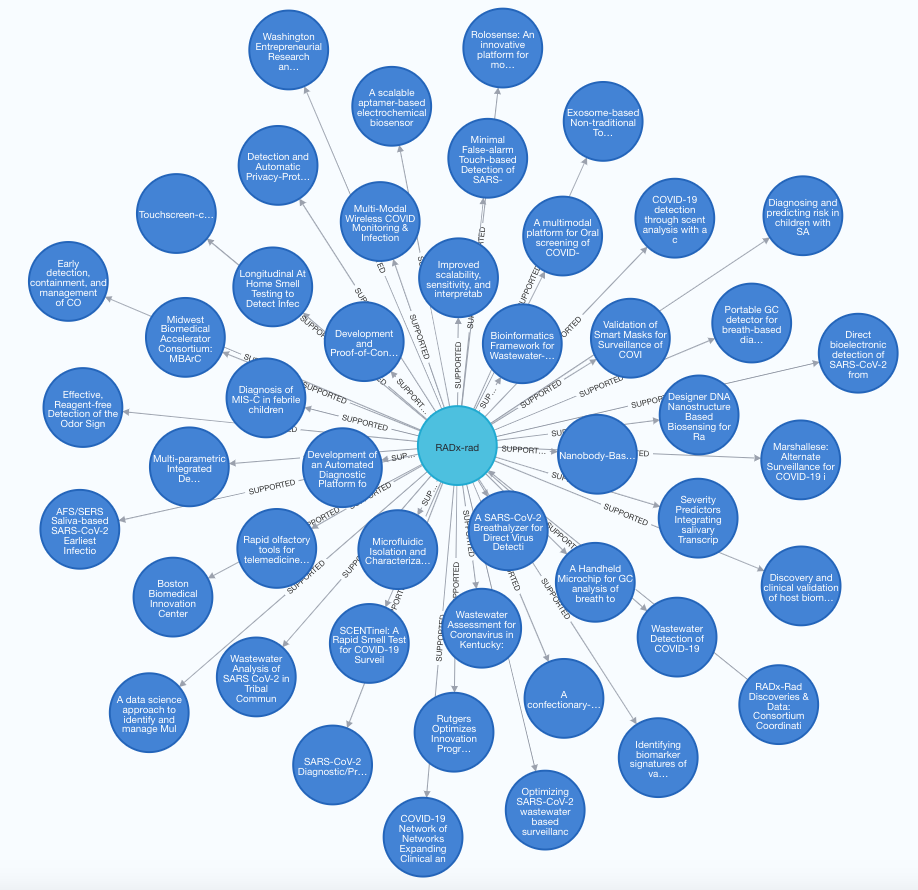 Washington
Entrepreneurial
Research
an...
Rolosense: An
innovative
platform for
mo...
A scalable
aptamer-based
electrochemical
biosensor
Exosome-based
Non-traditional
To...
Minimal
False-alarm
Touch-based
Detection of
SARS-
Detection and
Automatic
Privacy-Prot...
Touchscreen-c...
Multi-Modal
Wireless COVID
Monitoring &
Infection
A multimodal
platform for Oral
screening of
COVID-
COVID-19
detection
through scent
analysis with a
c
Diagnosing and
predicting risk in
children with
SA
Early
detection,
containment, and
management
of CO
Longitudinal At
Home Smell
Testing to
Detect Infec
Improved
scalability,
sensitivity, and
interpretab
Midwest
Biomedical
Accelerator
Consortium:
MBArC
Development
and
Proof-of-Con...
Bioinformatics
Framework for
Wastewater-...
Validation of
Smart Masks for
Surveillance of
COVI
Portable GC
detector for
breath-based
dia...
Direct
bioelectronic
detection of
SARS-CoV-2
from
Effective,
Reagent-free
Detection of the
Odor Sign
Diagnosis of
MIS-C in febrile
children
Designer DNA
Nanostructure
Based
Biosensing for
Ra
RADx-rad
Multi-parametric
Integrated
De...
Development of
an Automated
Diagnostic
Platform fo
Nanobody-Bas...
Marshallese:
Alternate
Surveillance for
COVID-19 i
AFS/SERS
Saliva-based
SARS-CoV-2
Earliest
Infectio
Rapid olfactory
tools for
telemedicine...
Microfluidic
Isolation and
Characteriza...
A SARS-CoV-2
Breathalyzer for
Direct Virus
Detecti
Severity
Predictors
Integrating
salivary
Transcrip
Boston
Biomedical
Innovation
Center
A Handheld
Microchip for GC
analysis of
breath to
Discovery and
clinical validation
of host biom...
SCENTinel: A
Rapid Smell Test
for COVID-19
Surveil
Wastewater
Assessment for
Coronavirus in
Kentucky:
Wastewater
Detection of
COVID-19
Wastewater
Analysis of
SARS CoV-2 in
Tribal
Commun
A data science
approach to
identify and
manage Mul
A
confectionary-...
RADx-Rad
Discoveries &
Data:
Consortium
Coordinati
Rutgers
Optimizes
Innovation
Progr...
SARS-CoV-2
Diagnostic/Pr...
Identifying
biomarker
signatures of
va...
Optimizing
SARS-CoV-2
wastewater
based
surveillanc
COVID-19
Network of
Networks
Expanding
Clinical an
SUPPORTED
SUPPORTED
SUPPORTED
SUPPORTED
SUPPORTED
SUPPORTED
SUPPORTED
SUPPORTED
SUPPORTED
SUPPORTED
SUPPORTED
SUPPORTED
SUPPORT...
SUPPORT...
SUP...
SUP...
SUP...